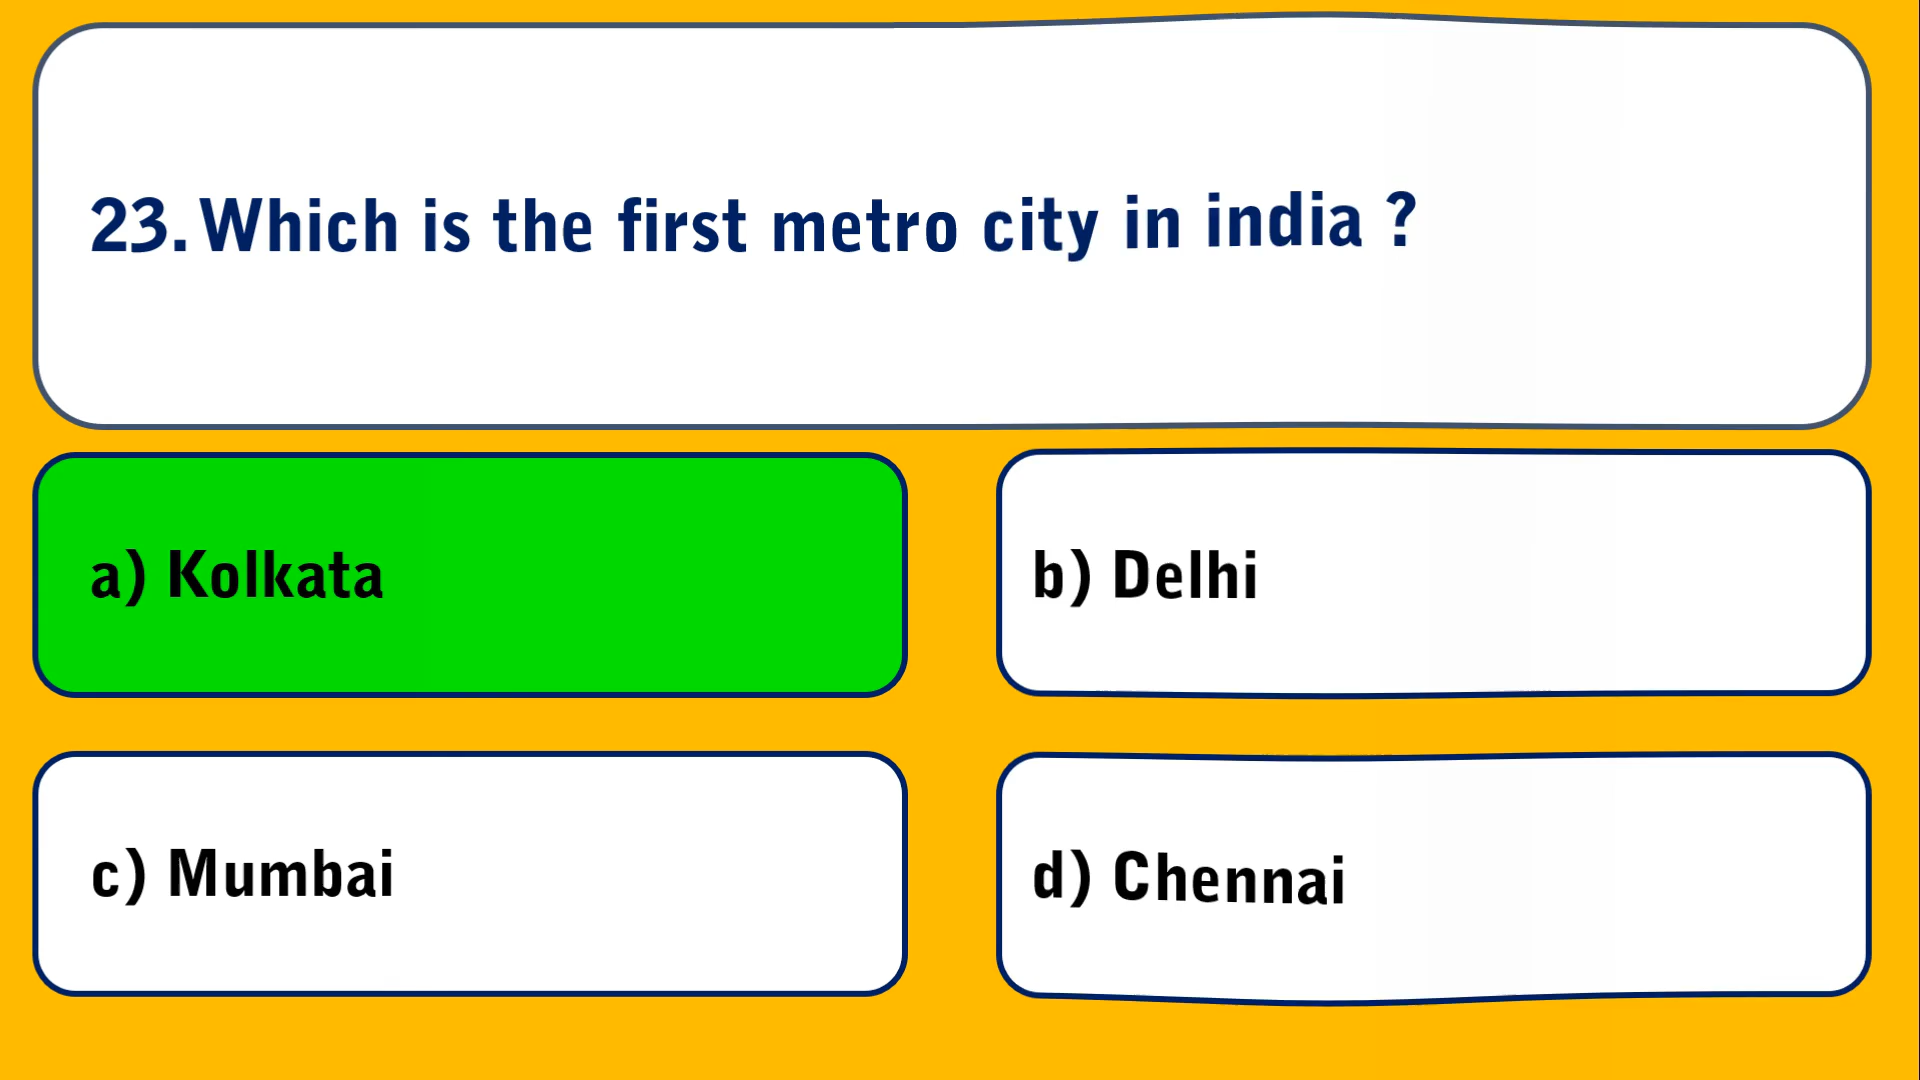 23. Which is the first metro city in india ?
a) Kolkata
b) Delhi
c) Mumbai
d) Chennai